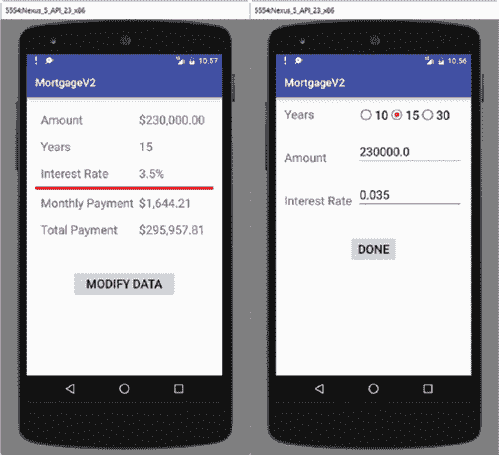 5554:Nexus_5_API_23_x86
10:57
MortgageV2
Amount $230,000.00
Years 15
Interest Rate 3.5%
Monthly Payment $1,644.21
Total Payment $295,957.81
MODIFY DATA
5554:Nexus_5_API_23_x86
10:56
MortgageV2
Years 10 15 30
Amount 230000.0
Interest Rate 0.035
DONE